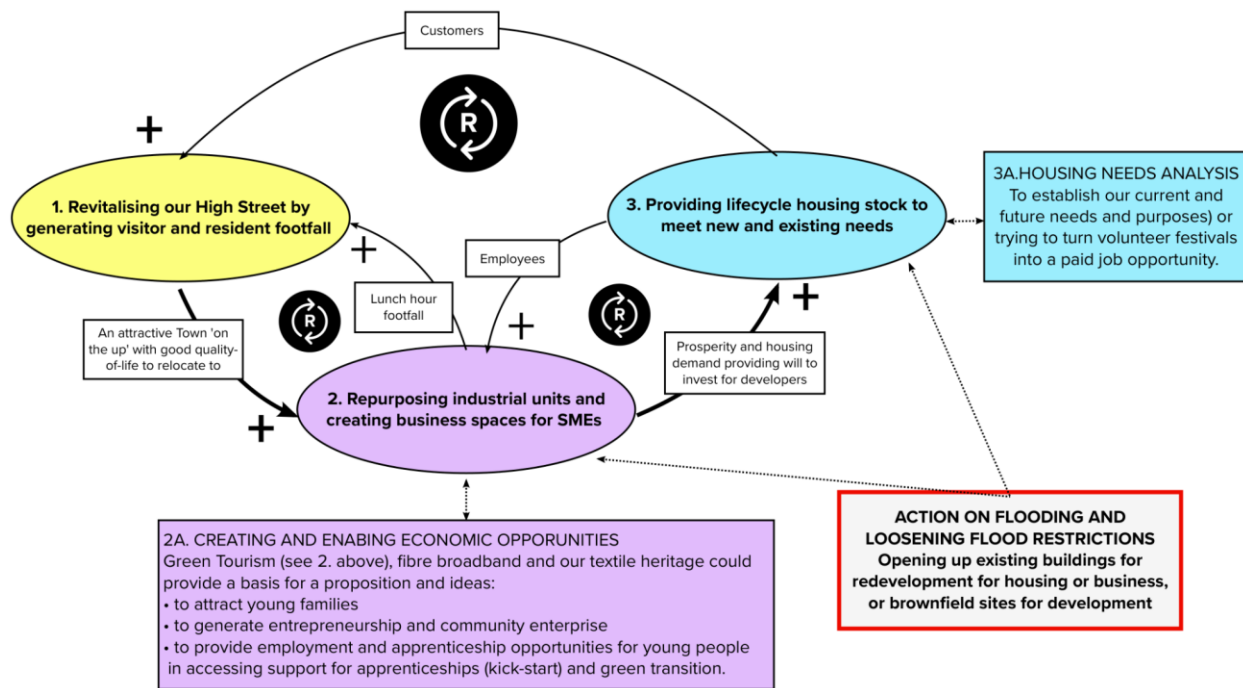 Customers
+
R
1. Revitalising our High Street by
generating visitor and resident footfall
3. Providing lifecycle housing stock to
meet new and existing needs
3A.HOUSING NEEDS ANALYSIS
To establish our current and
future needs and purposes) or
trying to turn volunteer festivals
into a paid job opportunity.
+
Employees
Lunch hour
footfall
R
R
+
+
An attractive Town 'on
the up' with good quality-
of-life to relocate to
Prosperity and housing
demand providing will to
invest for developers
2. Repurposing industrial units and
creating business spaces for SMEs
+
ACTION ON FLOODING AND
LOOSENING FLOOD RESTRICTIONS
Opening up existing buildings for
redevelopment for housing or business,
or brownfield sites for development
2A. CREATING AND ENABING ECONOMIC OPPORUNITIES
Green Tourism (see 2. above), fibre broadband and our textile heritage could
provide a basis for a proposition and ideas:
• to attract young families
• to generate entrepreneurship and community enterprise
• to provide employment and apprenticeship opportunities for young people
in accessing support for apprenticeships (kick-start) and green transition.